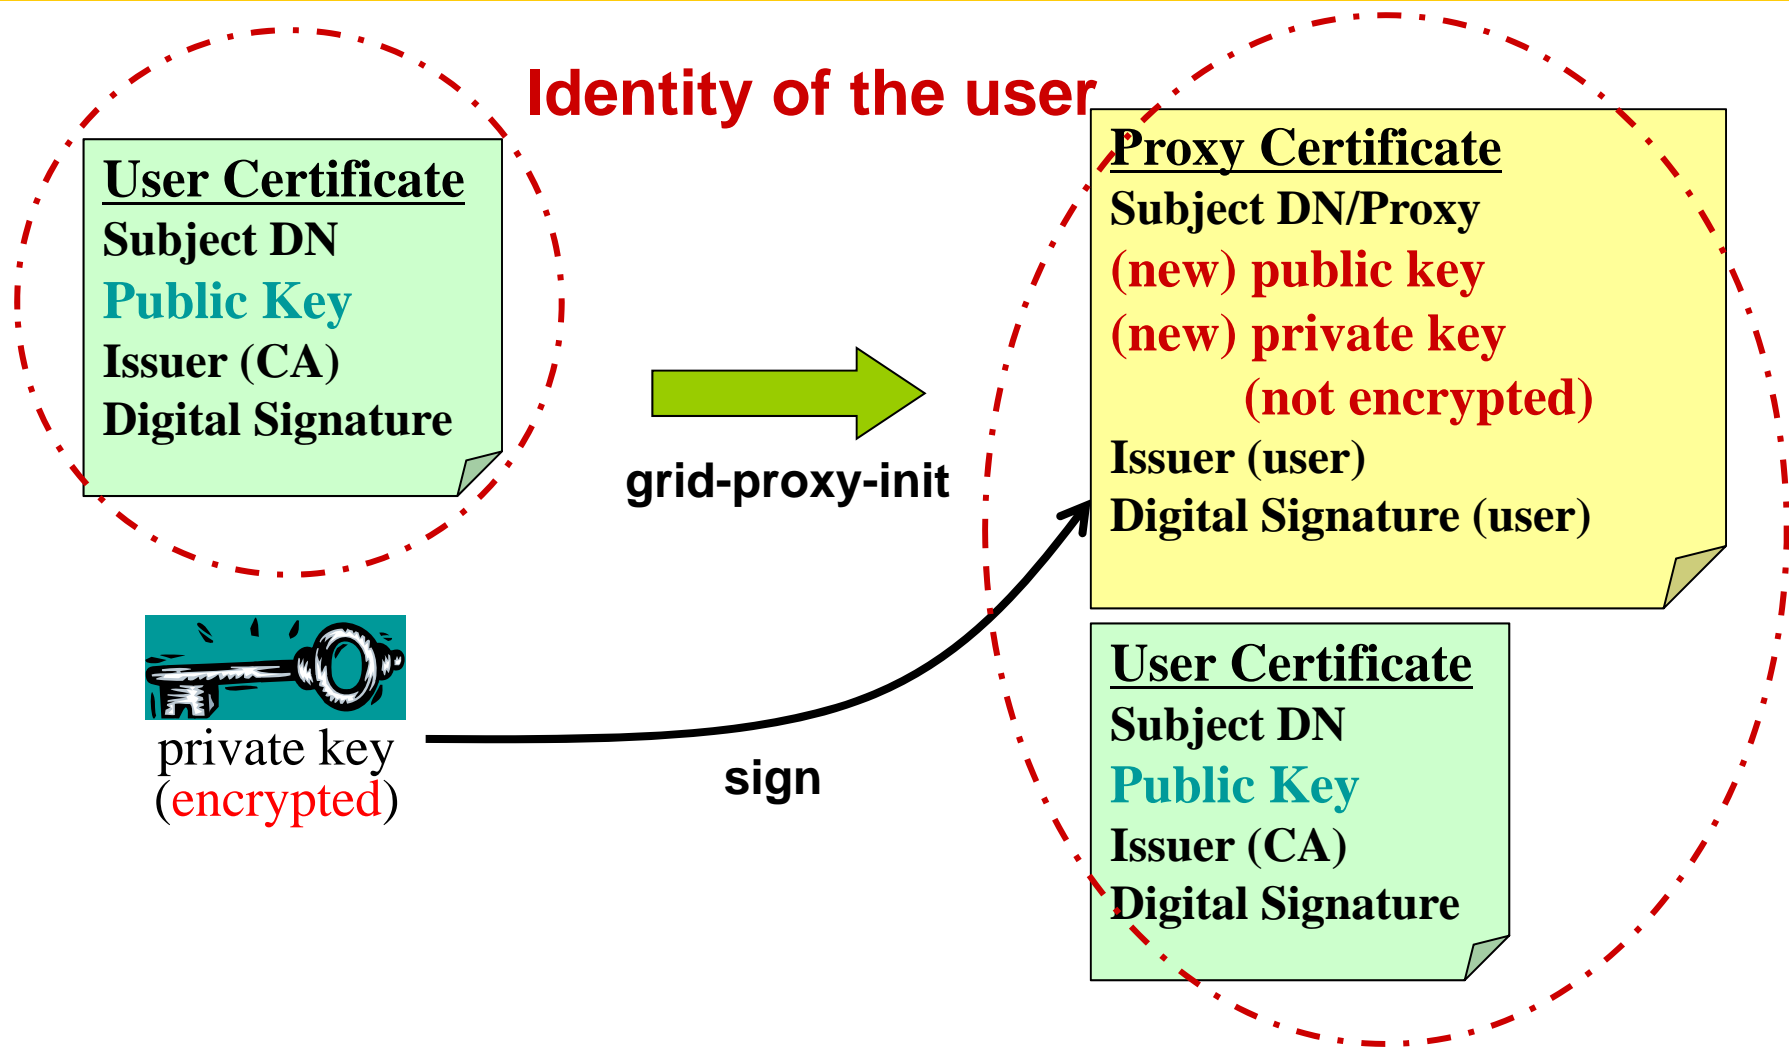 Identity of the user
User Certificate
Subject DN
Public Key
Issuer (CA)
Digital Signature
grid-proxy-init
private key
(encrypted)
sign
Proxy Certificate
Subject DN/Proxy
(new) public key
(new) private key
(not encrypted)
Issuer (user)
Digital Signature (user)
User Certificate
Subject DN
Public Key
Issuer (CA)
Digital Signature